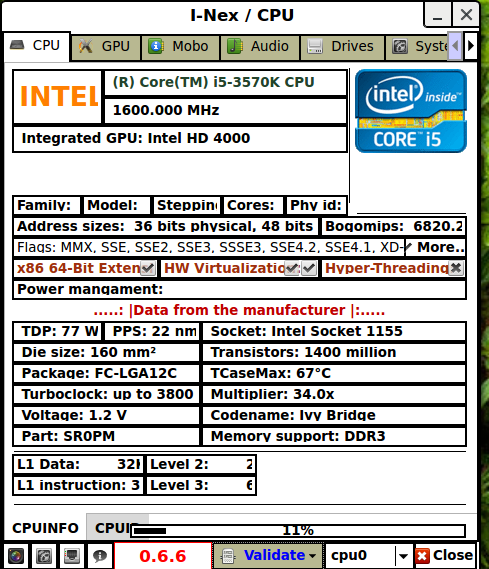 I-Nex / CPU
CPU GPU Mobo Audio Drives Syste
INTEL
(R) Core(TM) i5-3570K CPU
1600.000 MHz
Integrated GPU: Intel HD 4000
intel inside™
CORE™ i5
Family: Model: Stepping Cores: Phy id:
Address sizes: 36 bits physical, 48 bits Bogomips: 6820.2
Flags: MMX, SSE, SSE2, SSE3, SSSE3, SSE4.2, SSE4.1, XD- More..
x86 64-Bit Exten HW Virtualizatio Hyper-Threading
Power mangament:
.....: |Data from the manufacturer |:.....
TDP: 77 W PPS: 22 nm Socket: Intel Socket 1155
Die size: 160 mm² Transistors: 1400 million
Package: FC-LGA12C TCaseMax: 67°C
Turboclock: up to 3800 Multiplier: 34.0x
Voltage: 1.2 V Codename: Ivy Bridge
Part: SR0PM Memory support: DDR3
L1 Data: 32 Level 2: 2
L1 instruction: 3 Level 3: 6
CPUINFO CPUID
11%
0.6.6 Validate cpu0 Close